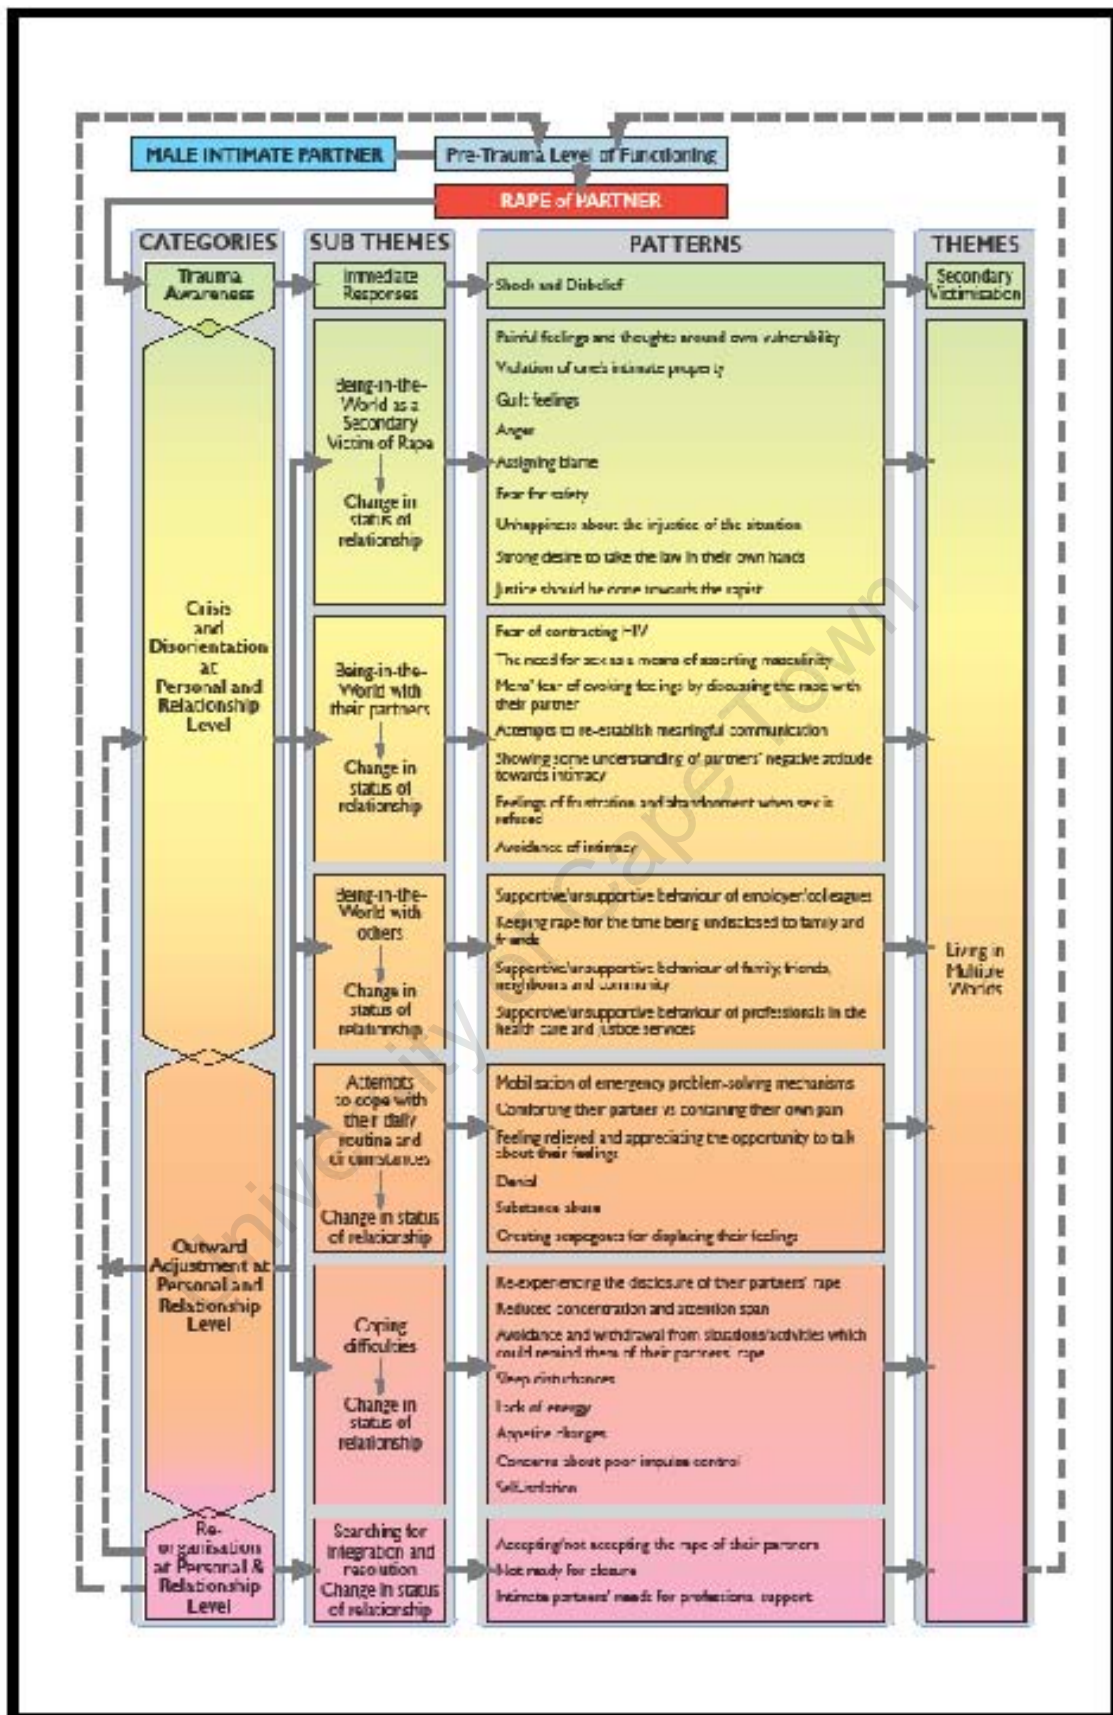 MALE INTIMATE PARTNER
Pre-Trauma Level of Functioning
RAPE of PARTNER
CATEGORIES
SUB THEMES
PATTERNS
THEMES
Trauma
Awareness
Immediate
Responses
Shock and Disbelief
Secondary
Victimisation
Crisis
and
Disorientation
at
Personal and
Relationship
Level
Being-in-the-
World as a
Secondary
Victim of Rape
Change in
status of
relationship
Painful feelings and thoughts around own vulnerability
Violation of one's intimate property
Guilt feelings
Anger
Assigning blame
Fear for safety
Unhappiness about the injustice of the situation
Strong desire to take the law in their own hands
Justice should be done towards the rapist
Being-in-the-
World with
their partners
Change in
status of
relationship
Fear of contracting HIV
The need for sex as a means of asserting masculinity
Mens' fear of evoking feelings by discussing the rape with
their partner
Attempts to re-establish meaningful communication
Showing some understanding of partners' negative attitude
towards intimacy
Feelings of frustration and abandonment when sex is
refused
Avoidance of intimacy
Being-in-the-
World with
others
Change in
status of
relationship
Supportive/unsupportive behaviour of employer/colleagues
Keeping rape for the time being undisclosed to family and
friends
Supportive/unsupportive behaviour of family, friends,
neighbours and community
Supportive/unsupportive behaviour of professionals in the
health care and justice services
Living in
Multiple
Worlds
Outward
Adjustment at
Personal and
Relationship
Level
Attempts
to cope with
their daily
routine and
circumstances
Change in status
of relationship
Mobilisation of emergency problem-solving mechanisms
Comforting their partner vs containing their own pain
Feeling relieved and appreciating the opportunity to talk
about their feelings
Denial
Substance abuse
Creating scapegoats for displacing their feelings
Coping
difficulties
Change in
status of
relationship
Re-experiencing the disclosure of their partners' rape
Reduced concentration and attention span
Avoidance and withdrawal from situations/activities which
could remind them of their partners' rape
Sleep disturbances
Lack of energy
Appetite changes
Concerns about poor impulse control
Self-isolation
Re-
organisation
at Personal &
Relationship
Level
Searching for
integration and
resolution
Change in status
of relationship
Accepting/not accepting the rape of their partners
Not ready for closure
Intimate partners' needs for professional support
University of Cape Town